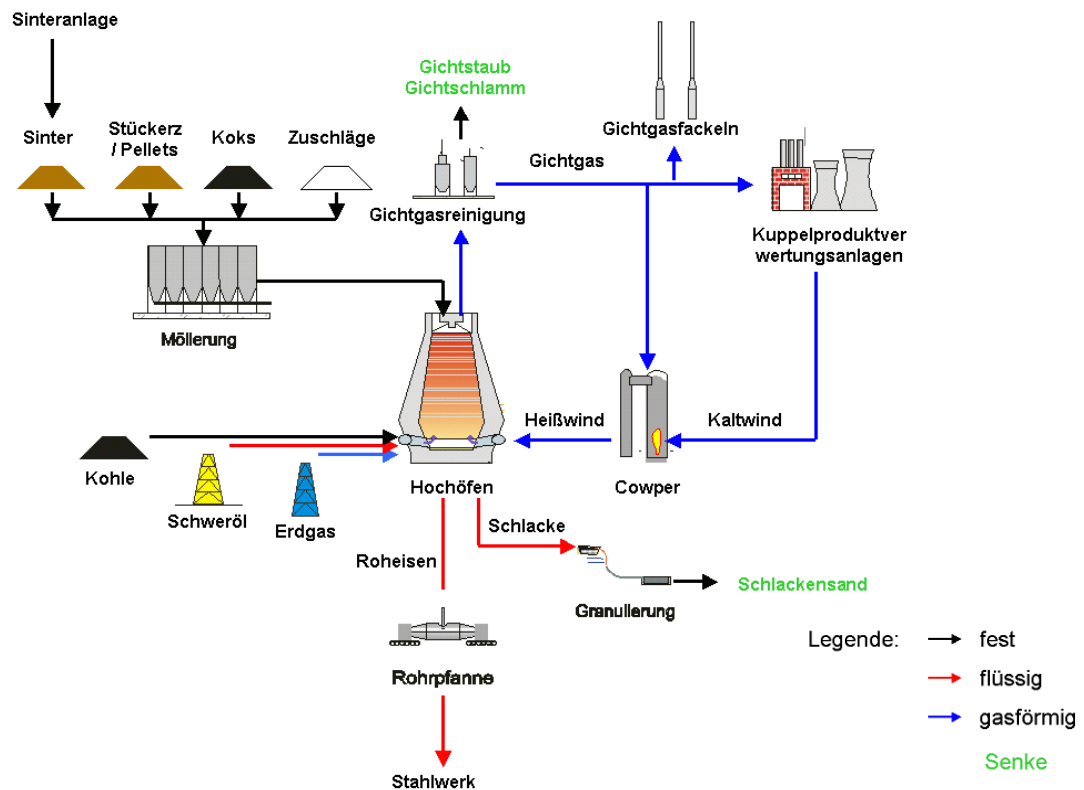 Sinteranlage
Gichtstaub
Gichtschlamm
Gichtgasfackeln
Sinter
Stückerz
/ Pellets
Koks
Zuschläge
Gichtgas
Gichtgasreinigung
Kuppelproduktver
wertungsanlagen
Möllerung
Heißwind
Kaltwind
Kohle
Schweröl
Erdgas
Hochöfen
Cowper
Schlacke
Roheisen
Granulierung
Schlackensand
Rohrpfanne
Stahlwerk
Legende:
fest
flüssig
gasförmig
Senke